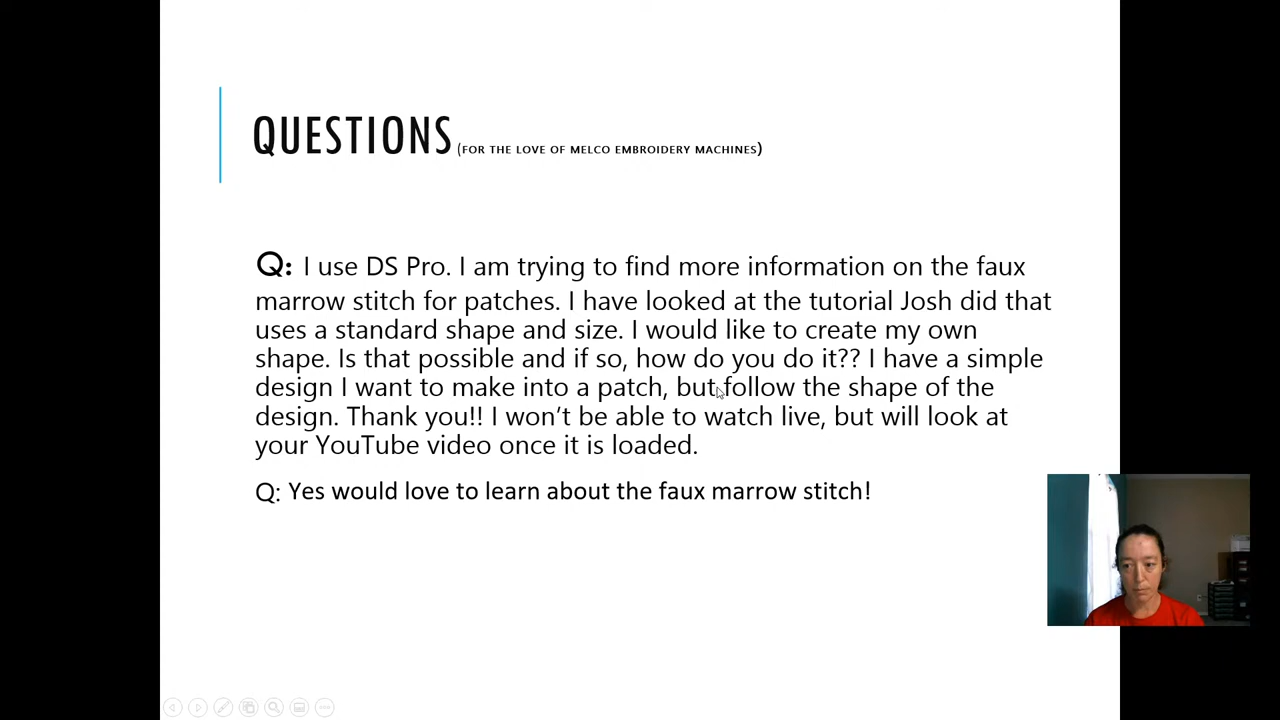 QUESTIONS (FOR THE LOVE OF MELCO EMBROIDERY MACHINES)
Q: I use DS Pro. I am trying to find more information on the faux
marrow stitch for patches. I have looked at the tutorial Josh did that
uses a standard shape and size. I would like to create my own
shape. Is that possible and if so, how do you do it?? I have a simple
design I want to make into a patch, but follow the shape of the
design. Thank you!! I won't be able to watch live, but will look at
your YouTube video once it is loaded.
Q: Yes would love to learn about the faux marrow stitch!